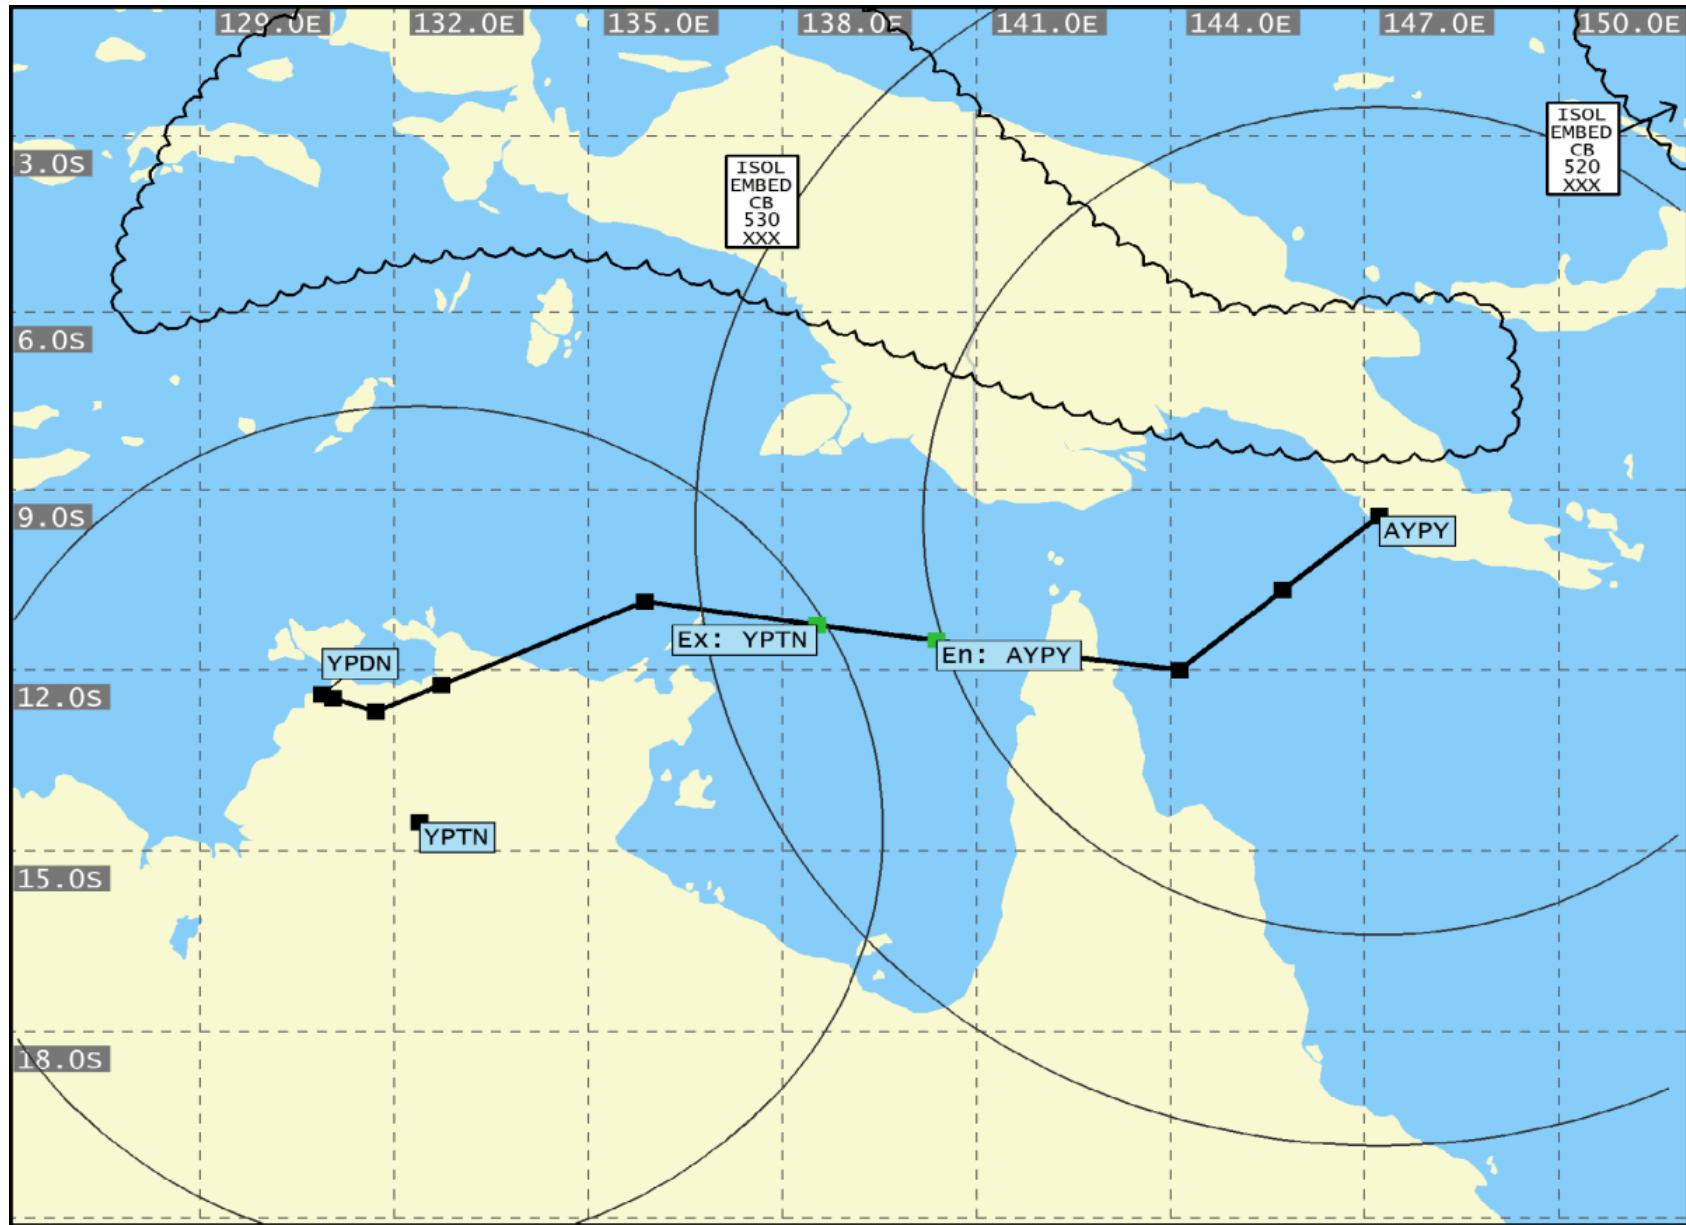 129.0E 132.0E 135.0E 138.0E 141.0E 144.0E 147.0E 150.0E
ISOL
EMBED
CB
520
XXX
3.0S
ISOL
EMBED
CB
530
XXX
6.0S
9.0S
AYPY
Ex: YPTN
En: AYPY
YPDN
12.0S
YPTN
15.0S
18.0S